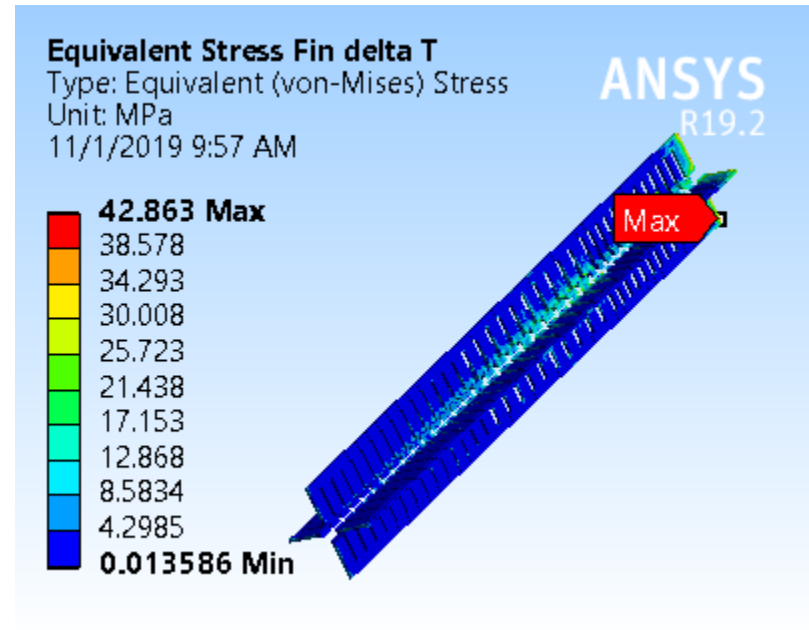 Equivalent Stress Fin delta T
Type: Equivalent (von-Mises) Stress
Unit: MPa
11/1/2019 9:57 AM
ANSYS
R19.2
Max
42.863 Max
38.578
34.293
30.008
25.723
21.438
17.153
12.868
8.5834
4.2985
0.013586 Min